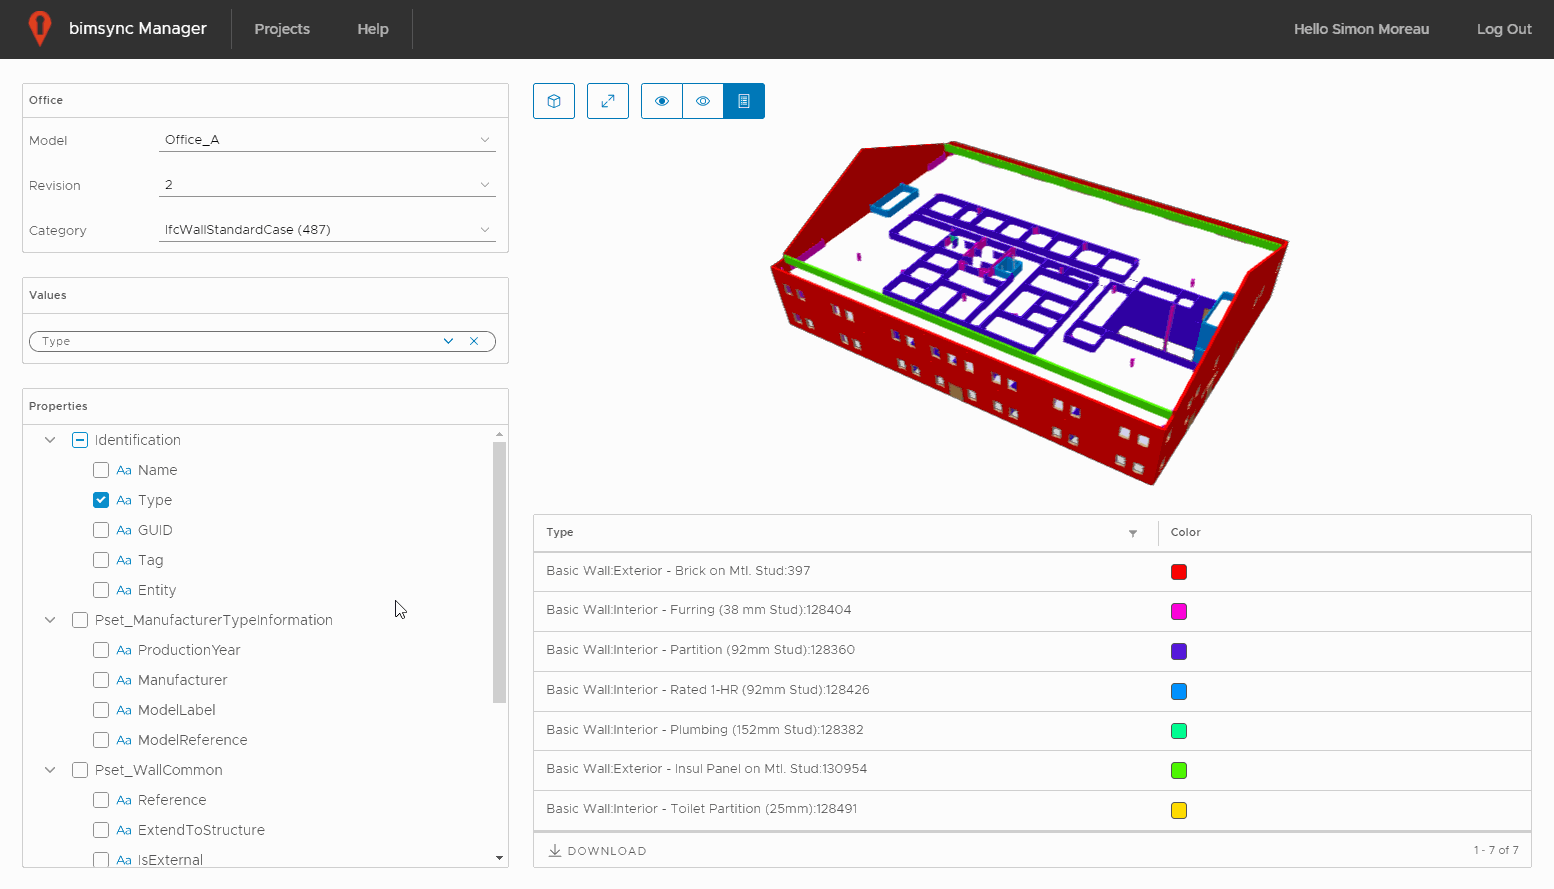 bimsync Manager
Projects
Help
Hello Simon Moreau
Log Out
Office
Model
Office_A
Revision
2
Category
IfcWallStandardCase (487)
Values
Type
Properties
Identification
Aa Name
Aa Type
Aa GUID
Aa Tag
Aa Entity
Pset_ManufacturerTypeInformation
Aa ProductionYear
Aa Manufacturer
Aa ModelLabel
Aa ModelReference
Pset_WallCommon
Aa Reference
Aa ExtendToStructure
Aa IsExternal
Type
Color
Basic Wall:Exterior - Brick on Mtl. Stud:397
Basic Wall:Interior - Furring (38 mm Stud):128404
Basic Wall:Interior - Partition (92mm Stud):128360
Basic Wall:Interior - Rated 1-HR (92mm Stud):128426
Basic Wall:Interior - Plumbing (152mm Stud):128382
Basic Wall:Exterior - Insul Panel on Mtl. Stud:130954
Basic Wall:Interior - Toilet Partition (25mm):128491
DOWNLOAD
1 - 7 of 7